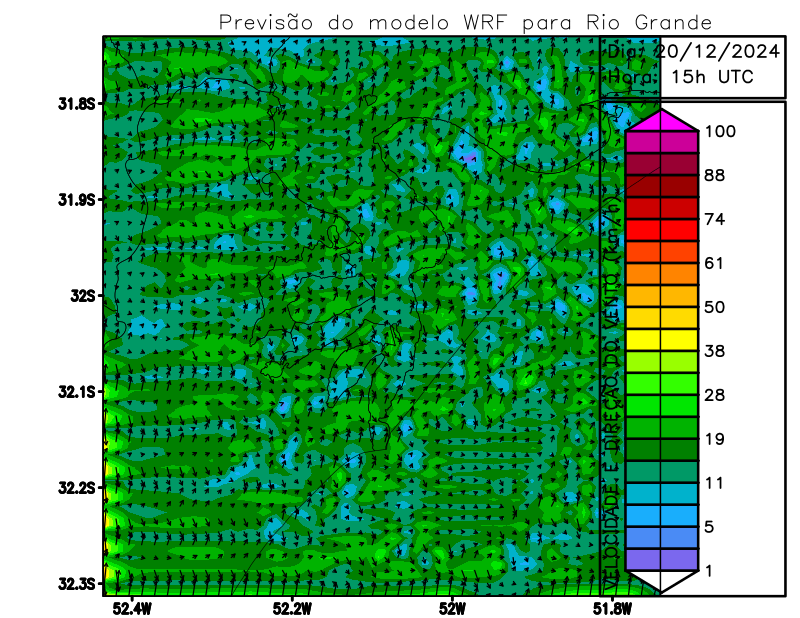 Previsão do modelo WRF para Rio Grande
Dia: 20/12/2024
Hora: 15h UTC
31.8S
31.9S
32S
32.1S
32.2S
32.3S
52.4W
52.2W
52W
51.8W
VELOCIDADE E DIREÇÃO DO VENTO (km/h)
100
88
74
61
50
38
28
19
11
5
1